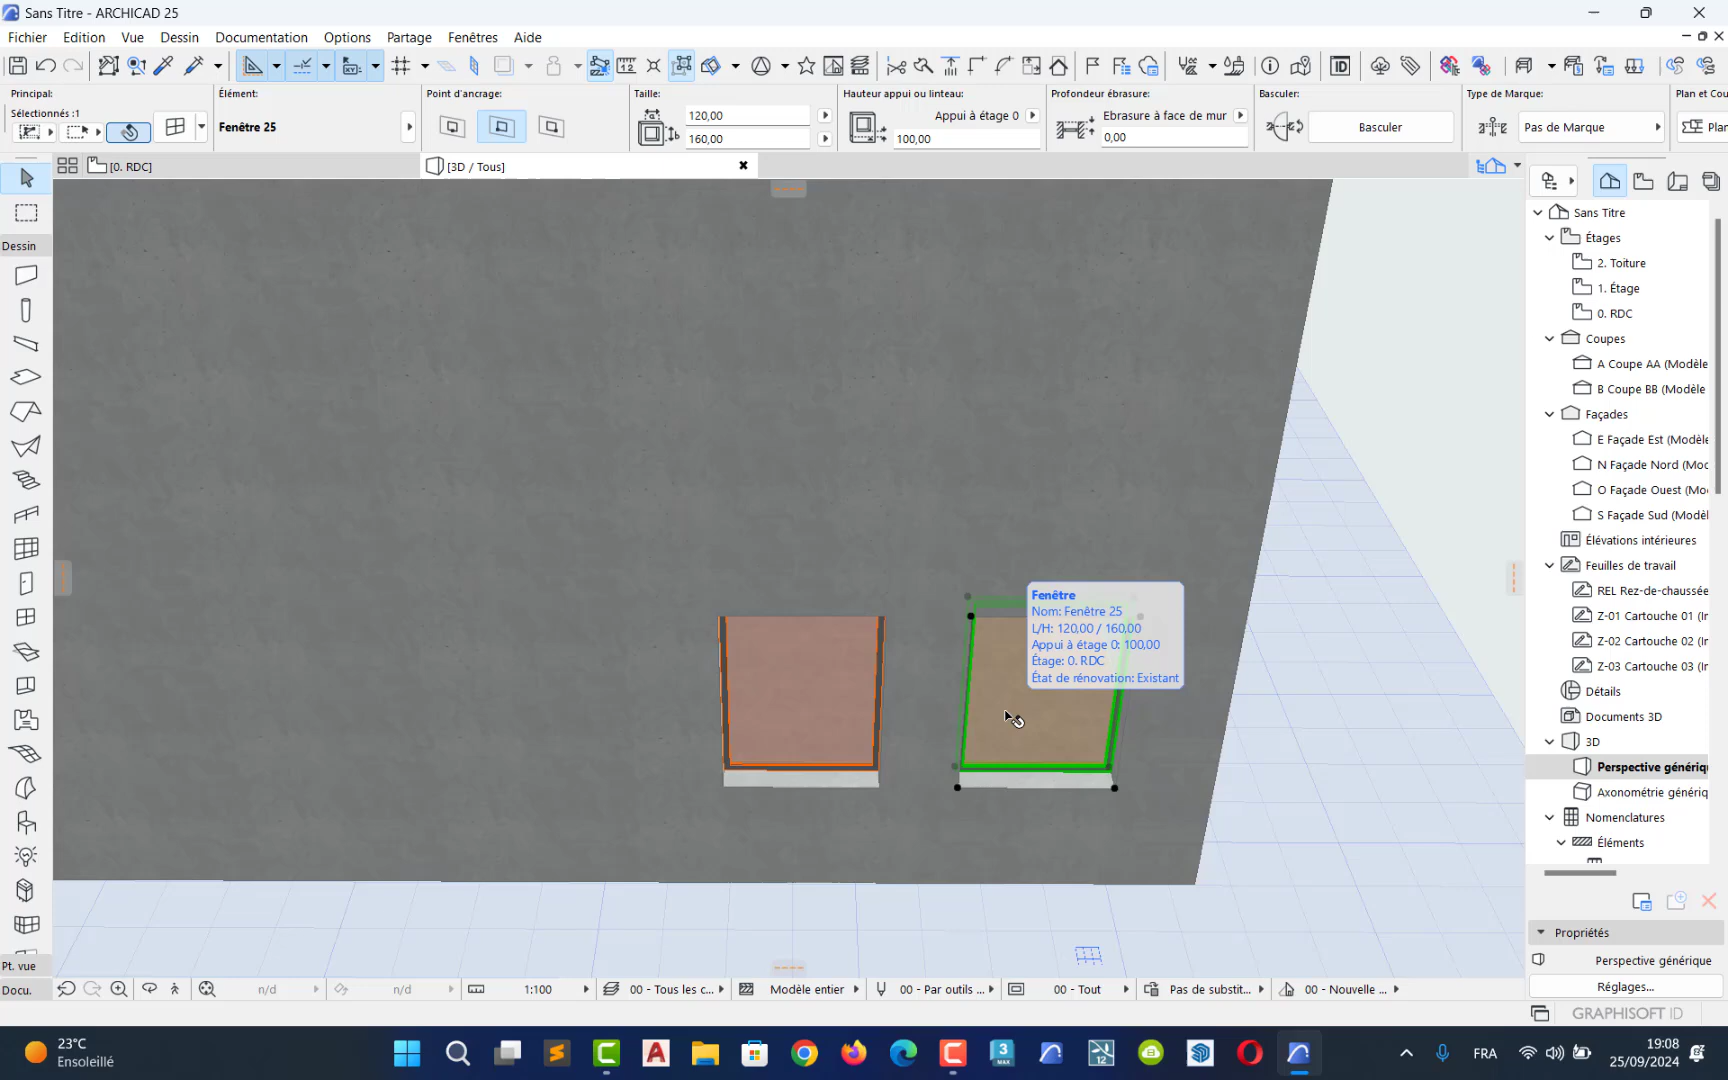 Sans Titre - ARCHICAD 25
Fichier Edition Vue Dessin Documentation Options Partage Fenêtres Aide
Principal:
Sélectionnés :1
Élément:
Fenêtre 25
Point d'ancrage:
Taille:
120,00
160,00
Hauteur appui ou linteau:
Appui à étage 0
100,00
Profondeur ébrasure:
Ebrasure à face de mur
0,00
Basculer:
Basculer
Type de Marque:
Pas de Marque
Plan et Cou
Plan
[0. RDC]
[3D / Tous]
Dessin
Pt. vue
Docu.
Fenêtre
Nom: Fenêtre 25
L/H: 120,00 / 160,00
Appui à étage 0: 100,00
Étage: 0. RDC
État de rénovation: Existant
Sans Titre
Étages
2. Toiture
1. Étage
0. RDC
Coupes
A Coupe AA (Modèle
B Coupe BB (Modèle
Façades
E Façade Est (Modèle
N Façade Nord (Moc
O Façade Ouest (Mo
S Façade Sud (Modèl
Élévations intérieures
Feuilles de travail
REL Rez-de-chaussée
Z-01 Cartouche 01 (Ir
Z-02 Cartouche 02 (Ir
Z-03 Cartouche 03 (Ir
Détails
Documents 3D
3D
Perspective génériq
Axonométrie génériq
Nomenclatures
Éléments
Propriétés
Perspective générique
Réglages...
n/d n/d 1:100 00 - Tous les c... Modèle entier 00 - Par outils ... 00 - Tout Pas de substit... 00 - Nouvelle ...
GRAPHISOFT ID
23°C
Ensoleillé
FRA
19:08
25/09/2024